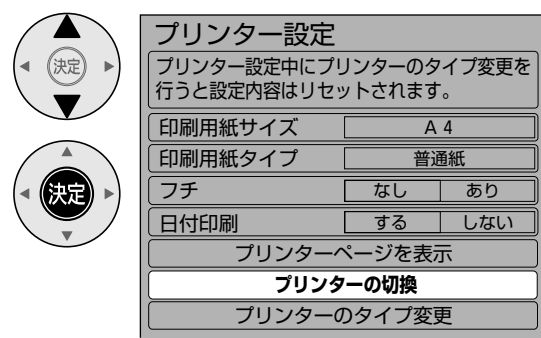 決定
決定
プリンター設定
プリンター設定中にプリンターのタイプ変更を
行うと設定内容はリセットされます。
印刷用紙サイズ A 4
印刷用紙タイプ 普通紙
フチ なし あり
日付印刷 する しない
プリンターページを表示
プリンターの切換
プリンターのタイプ変更